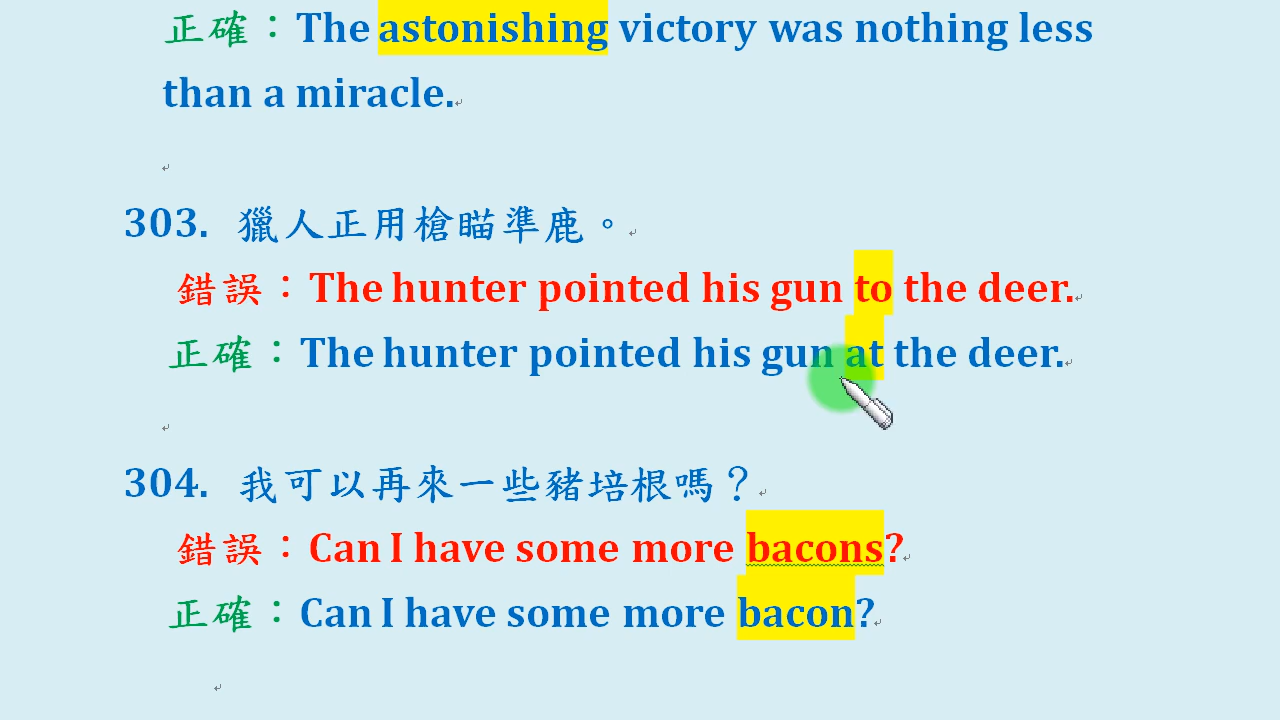 正確：The astonishing victory was nothing less
than a miracle.
303. 獵人正用槍瞄準鹿。
錯誤：The hunter pointed his gun to the deer.
正確：The hunter pointed his gun at the deer.
304. 我可以再來一些豬培根嗎？
錯誤：Can I have some more bacons?
正確：Can I have some more bacon?